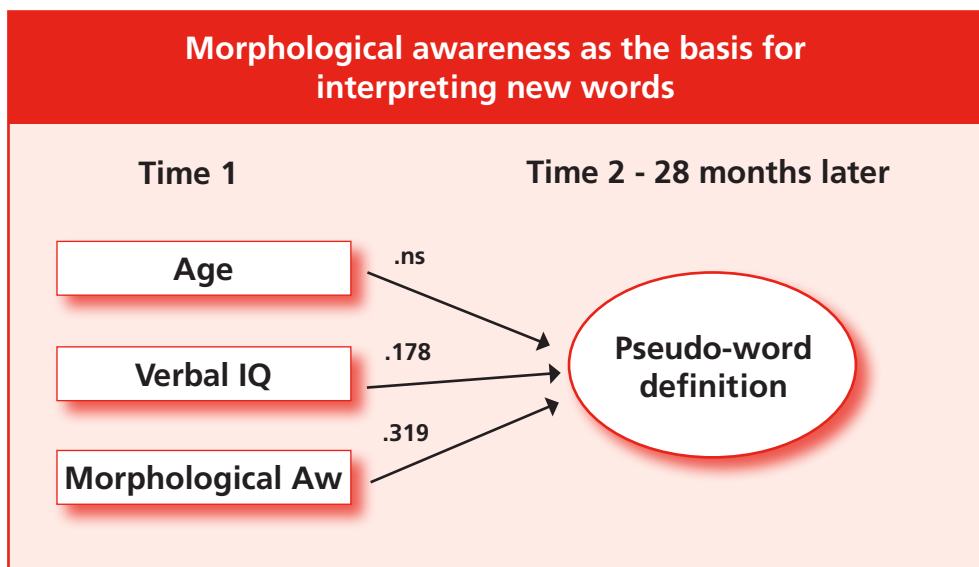 Morphological awareness as the basis for
interpreting new words
Time 1
Time 2 - 28 months later
Age
.ns
Verbal IQ
.178
Pseudo-word
definition
.319
Morphological Aw